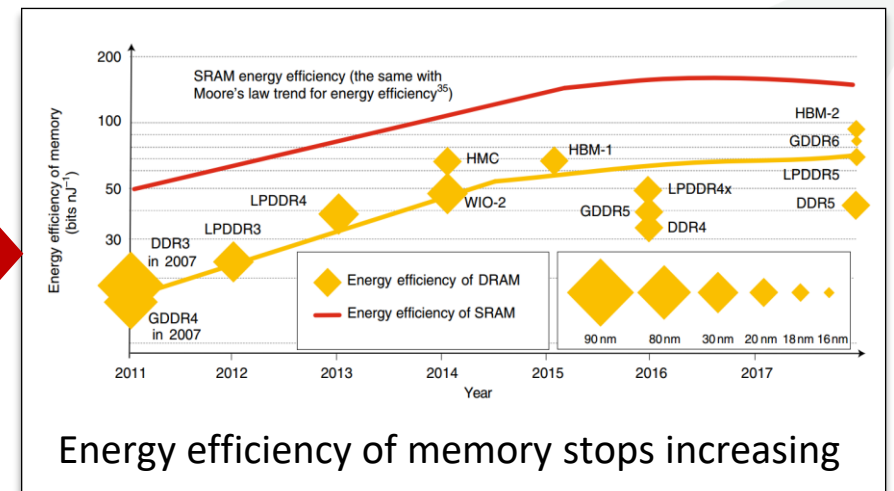 200
100
50
30
Energy efficiency of memory
(bits nJ⁻¹)
SRAM energy efficiency (the same with
Moore's law trend for energy efficiency³⁵)
HBM-2
GDDR6
HMC
HBM-1
LPDDR5
LPDDR4
WIO-2
LPDDR4x
GDDR5
DDR4
DDR5
LPDDR3
DDR3
in 2007
GDDR4
in 2007
Energy efficiency of DRAM
Energy efficiency of SRAM
90 nm 80 nm 30 nm 20 nm 18 nm 16 nm
2011 2012 2013 2014 2015 2016 2017
Year
Energy efficiency of memory stops increasing